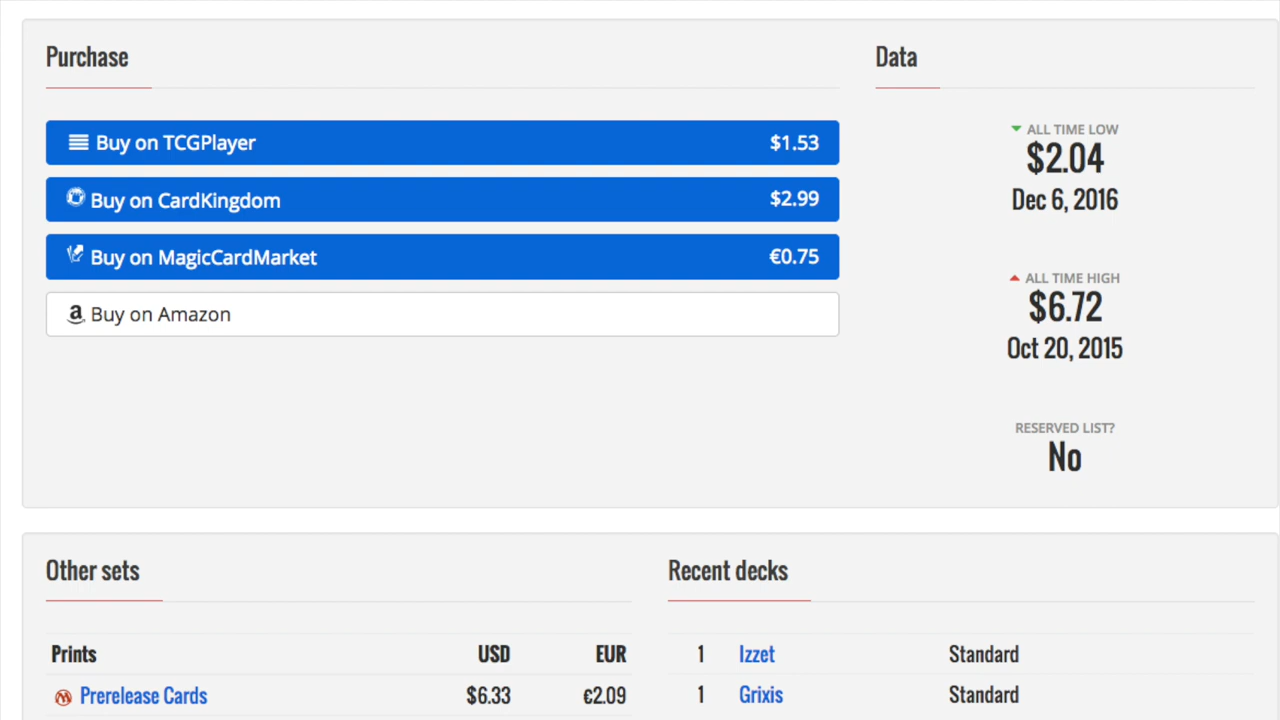 Purchase
Buy on TCGPlayer $1.53
Buy on CardKingdom $2.99
Buy on MagicCardMarket €0.75
a Buy on Amazon
Data
ALL TIME LOW
$2.04
Dec 6, 2016
ALL TIME HIGH
$6.72
Oct 20, 2015
RESERVED LIST?
No
Other sets
Prints USD EUR
Prerelease Cards $6.33 €2.09
Recent decks
1 Izzet Standard
1 Grixis Standard